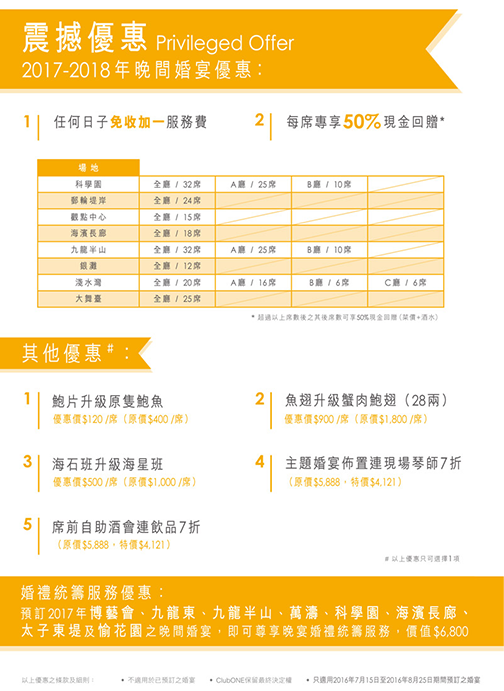 震撼優惠 Privileged Offer
2017-2018年晚間婚宴優惠：
1 任何日子免收加一服務費
2 每席專享50%現金回贈*
場地
科學園 全廳 / 32席 A廳 / 25席 B廳 / 10席
郵輪堤岸 全廳 / 24席
觀點中心 全廳 / 15席
海濱長廊 全廳 / 18席
九龍半山 全廳 / 32席 A廳 / 25席 B廳 / 10席
銀灘 全廳 / 12席
淺水灣 全廳 / 20席 A廳 / 16席 B廳 / 6席 C廳 / 6席
大舞臺 全廳 / 25席
* 超過以上席數後之其後席數可享50%現金回贈 (菜價+酒水)
其他優惠#：
1 鮑片升級原隻鮑魚
優惠價$120 /席（原價$400 /席）
2 魚翅升級蟹肉鮑翅（28兩）
優惠價$900 /席（原價$1,800 /席）
3 海石班升級海星班
優惠價$500 /席（原價$1,000 /席）
4 主題婚宴佈置連現場琴師7折
（原價$5,888，特價$4,121）
5 席前自助酒會連飲品7折
（原價$5,888，特價$4,121）
# 以上優惠只可選擇1項
婚禮統籌服務優惠：
預訂2017年博藝會、九龍東、九龍半山、萬濤、科學園、海濱長廊、
太子東堤及愉花園之晚間婚宴，即可尊享晚宴婚禮統籌服務，價值$6,800
以上優惠之條款及細則： • 不適用於已預訂之婚宴 • ClubONE保留最終決定權 • 只適用2016年7月15日至2016年8月25日期間預訂之婚宴